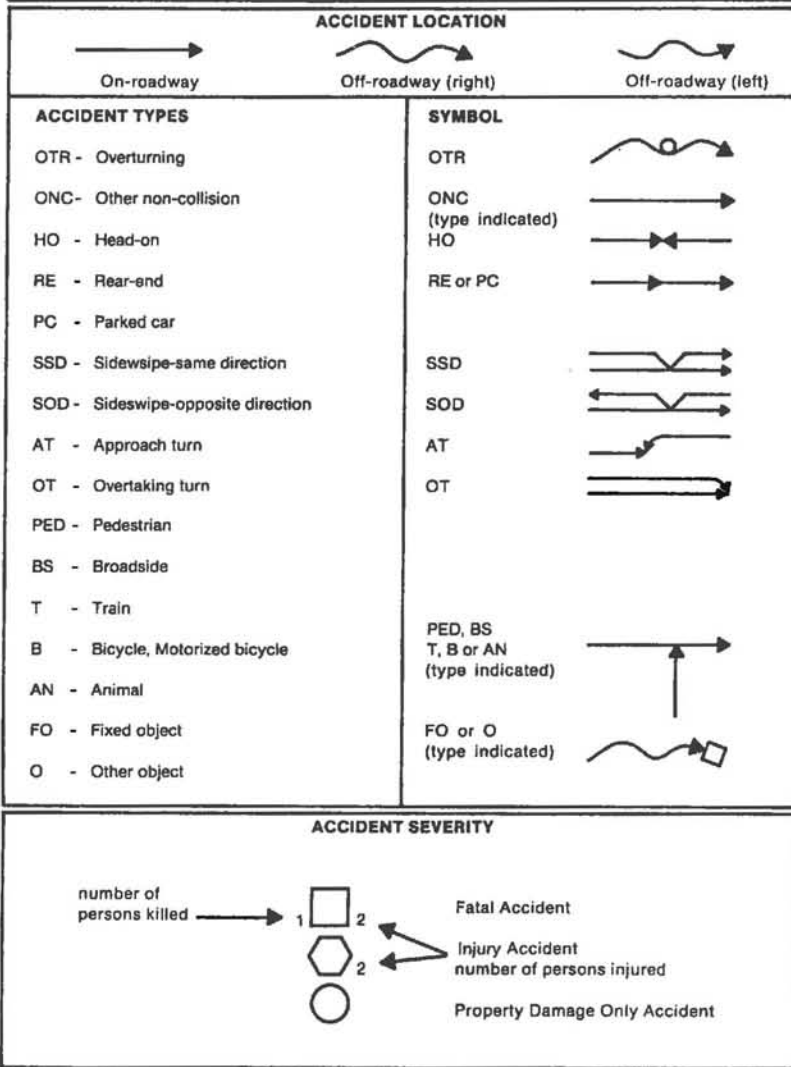 ACCIDENT LOCATION
On-roadway
Off-roadway (right)
Off-roadway (left)
ACCIDENT TYPES
OTR - Overturning
ONC- Other non-collision
HO - Head-on
RE - Rear-end
PC - Parked car
SSD - Sidewsipe-same direction
SOD - Sideswipe-opposite direction
AT - Approach turn
OT - Overtaking turn
PED - Pedestrian
BS - Broadside
T - Train
B - Bicycle, Motorized bicycle
AN - Animal
FO - Fixed object
O - Other object
SYMBOL
OTR
ONC
(type indicated)
HO
RE or PC
SSD
SOD
AT
OT
PED, BS
T, B or AN
(type indicated)
FO or O
(type indicated)
ACCIDENT SEVERITY
number of
persons killed
1 2
Fatal Accident
2
Injury Accident
number of persons injured
Property Damage Only Accident